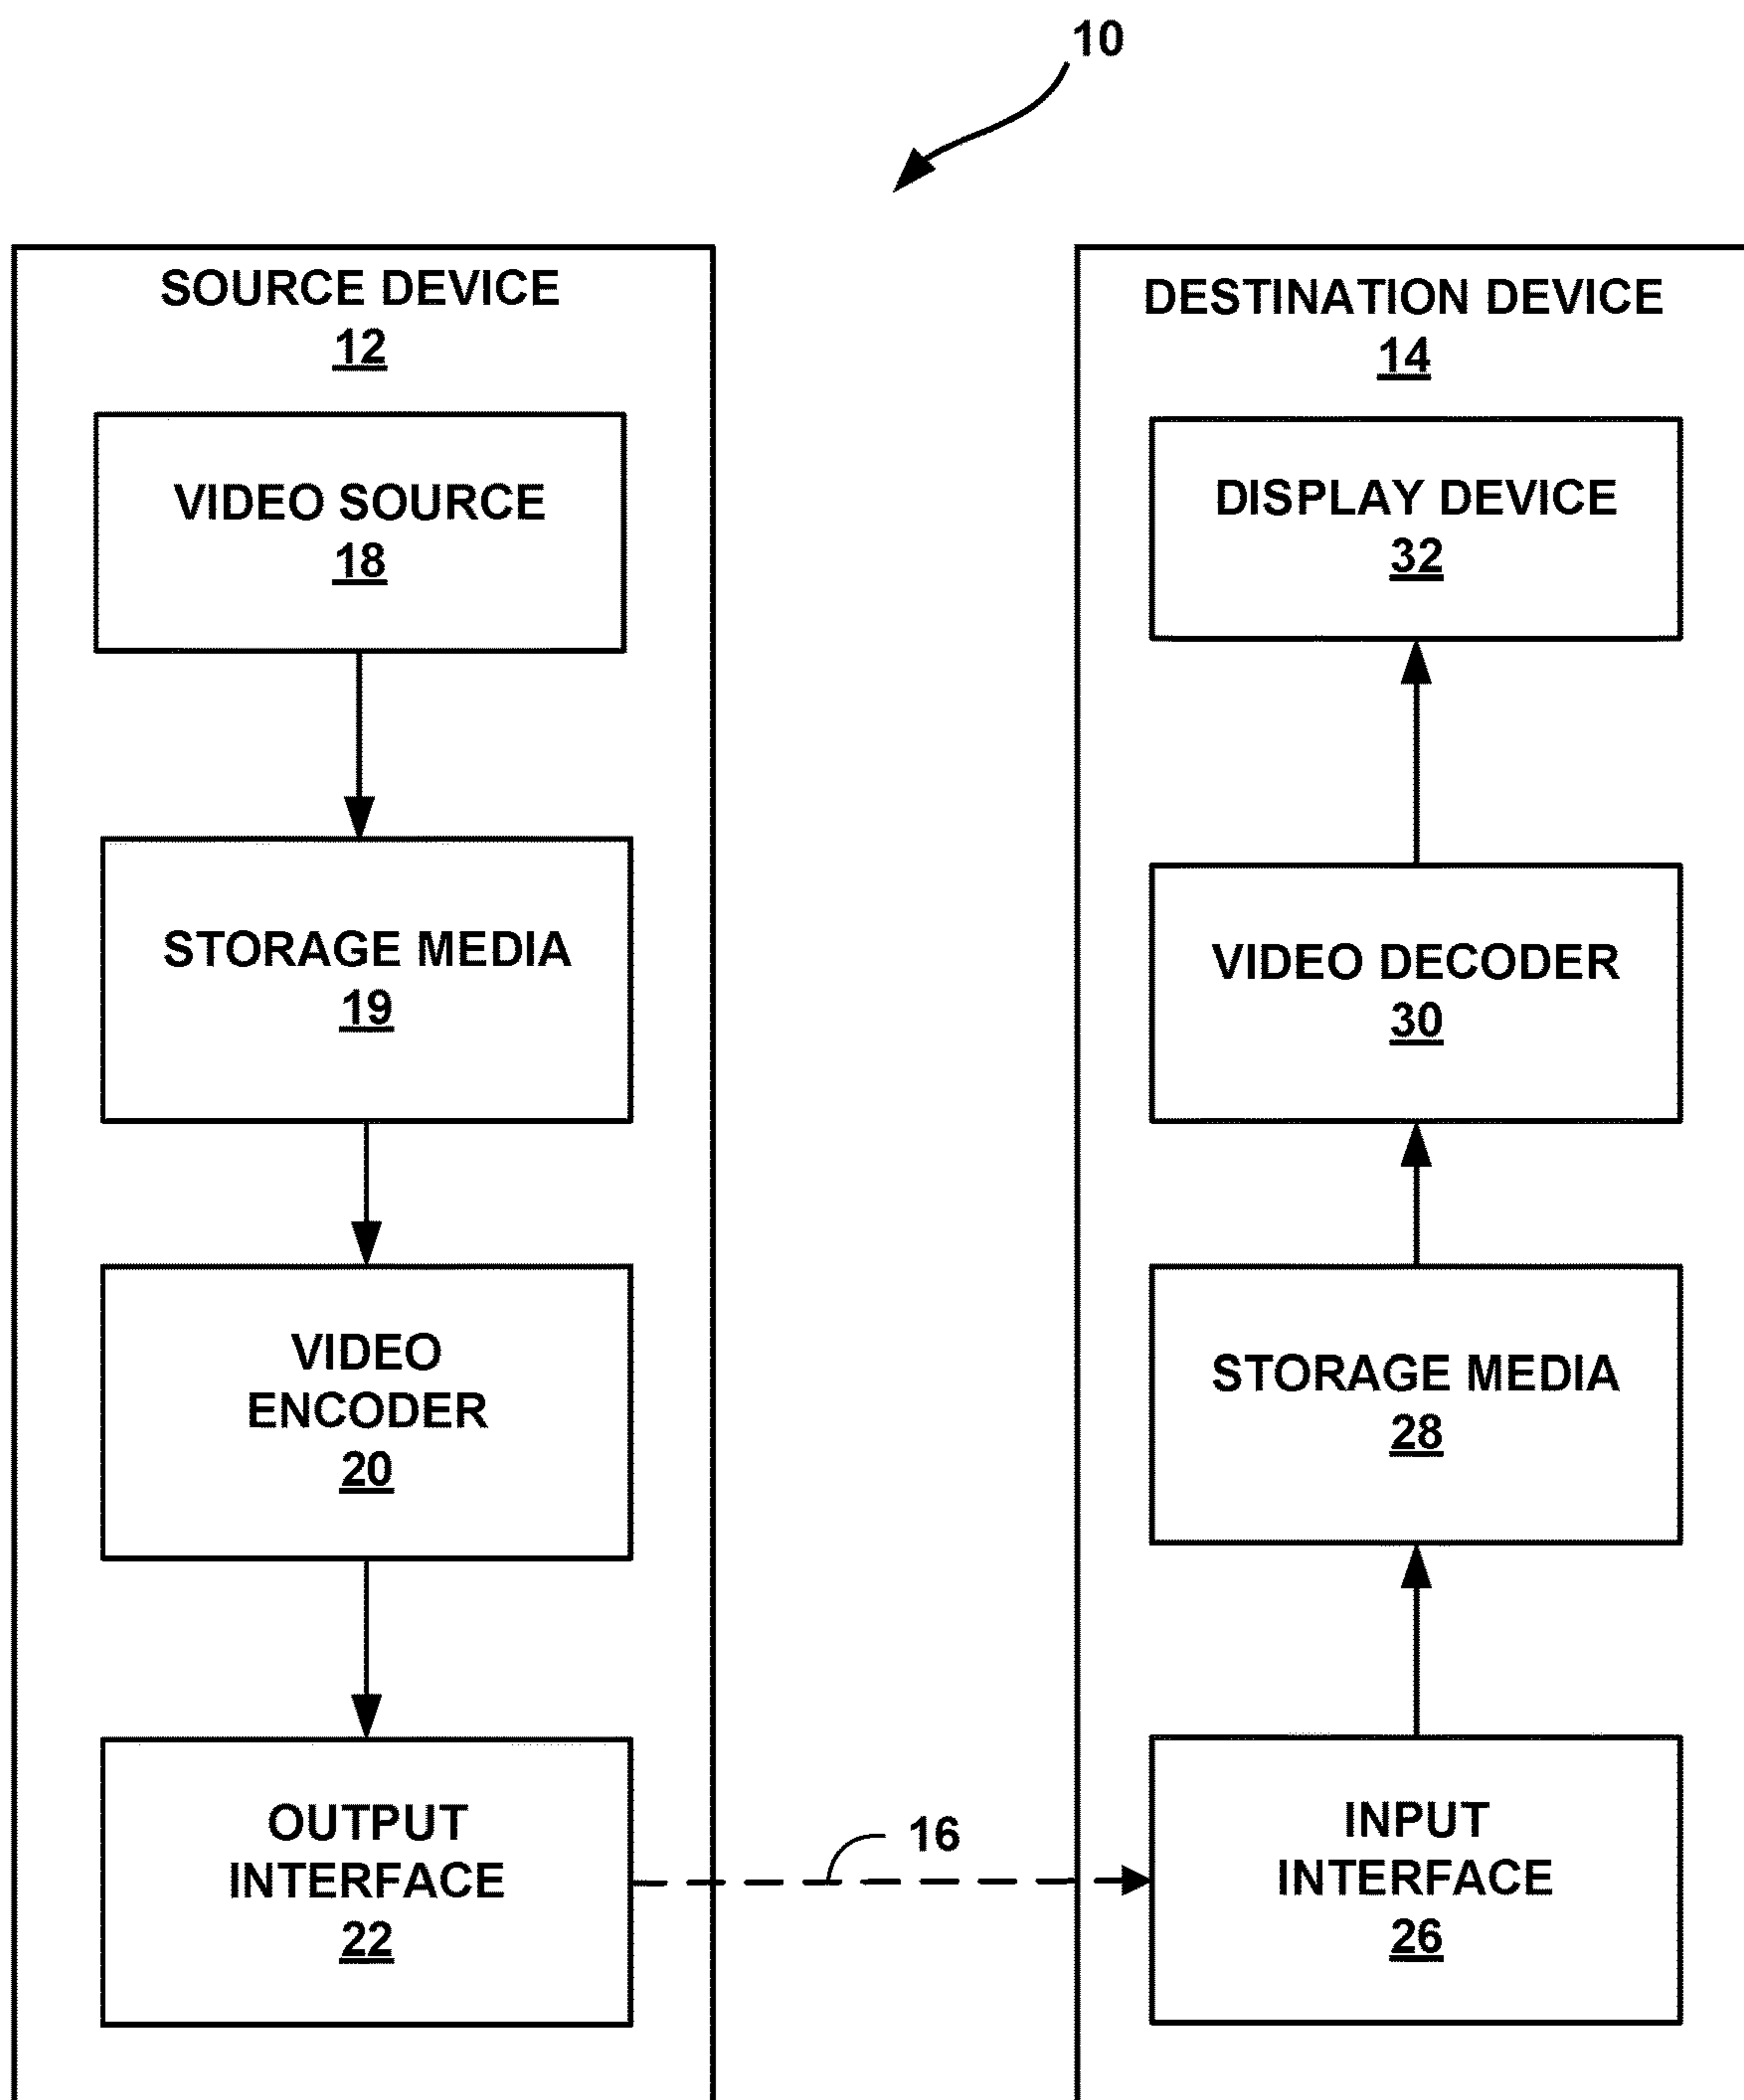 10
SOURCE DEVICE
12
VIDEO SOURCE
18
STORAGE MEDIA
19
VIDEO
ENCODER
20
OUTPUT
INTERFACE
22
16
DESTINATION DEVICE
14
DISPLAY DEVICE
32
VIDEO DECODER
30
STORAGE MEDIA
28
INPUT
INTERFACE
26